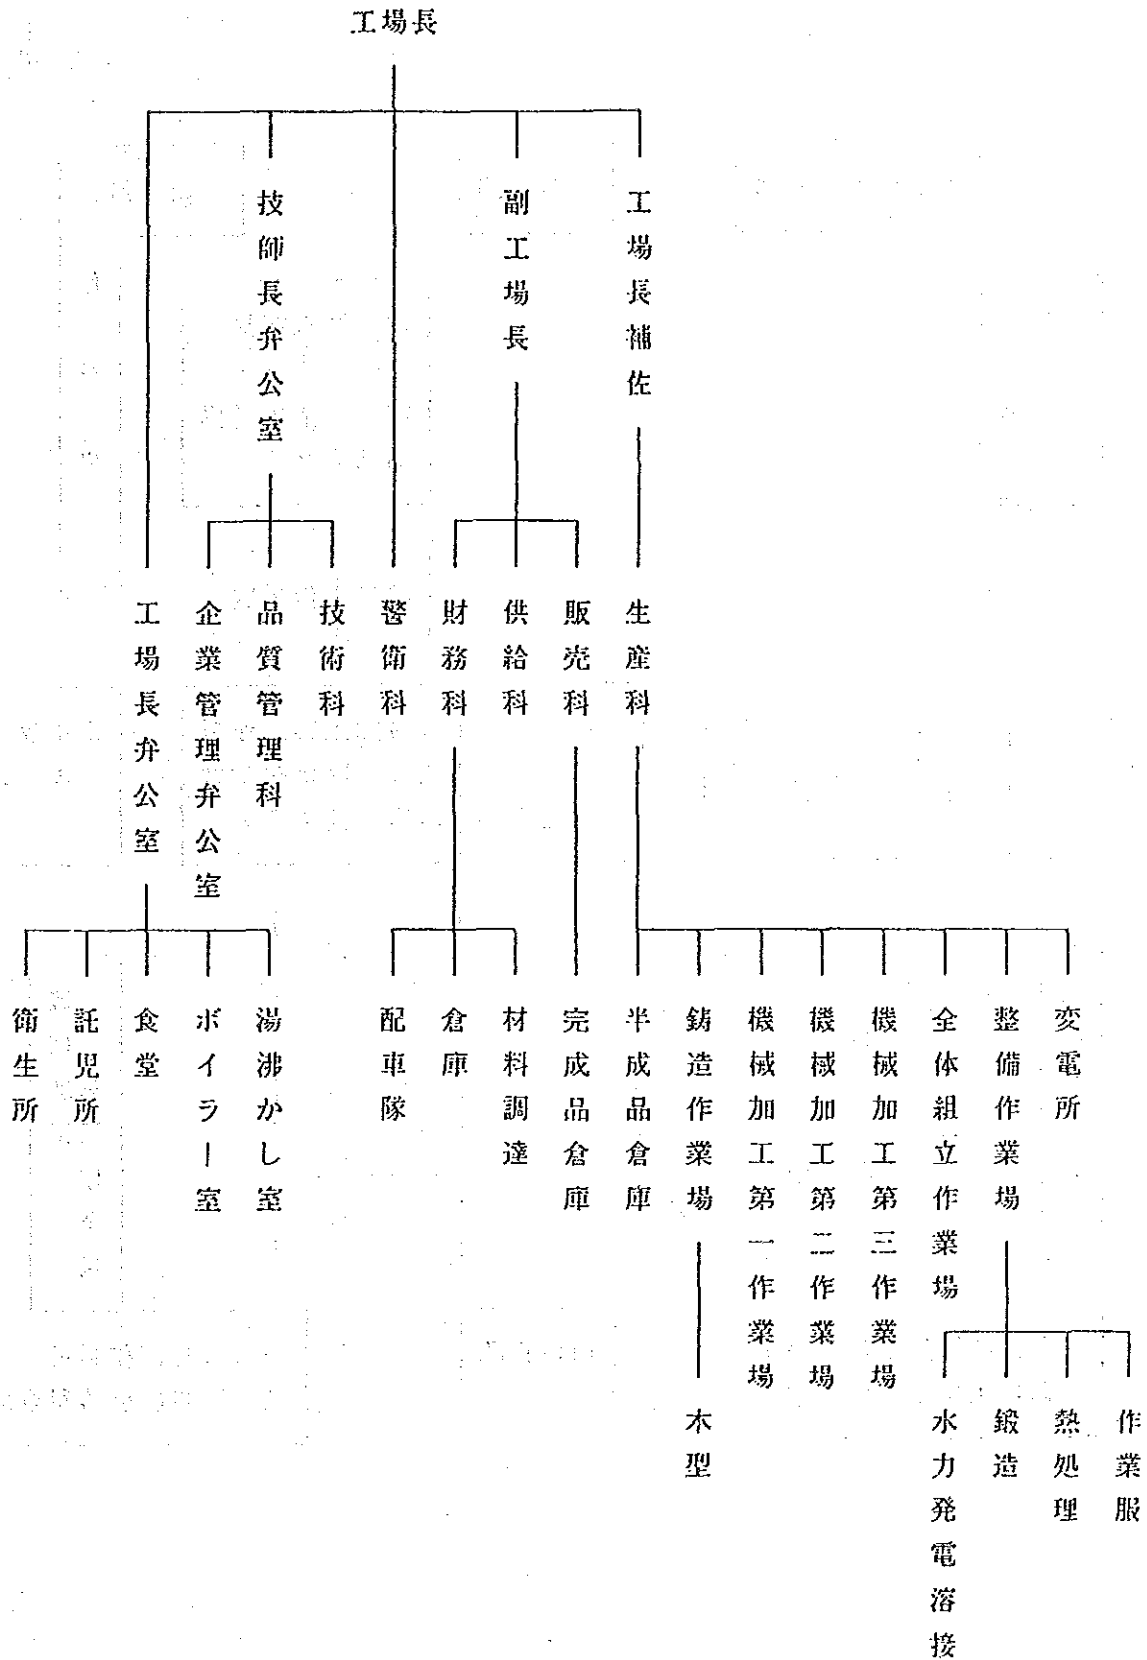 工場長
技師長弁公室
副工場長
工場長補佐
工場長弁公室
企業管理弁公室
品質管理科
技術科
警衛科
財務科
供給科
販売科
生産科
衛生所
託児所
食堂
ボイラー室
湯沸かし室
配車隊
倉庫
材料調達
完成品倉庫
半成品倉庫
鋳造作業場
機械加工第一作業場
機械加工第二作業場
機械加工第三作業場
全体組立作業場
整備作業場
変電所
木型
水力発電溶接
鍛造
熱処理
作業服